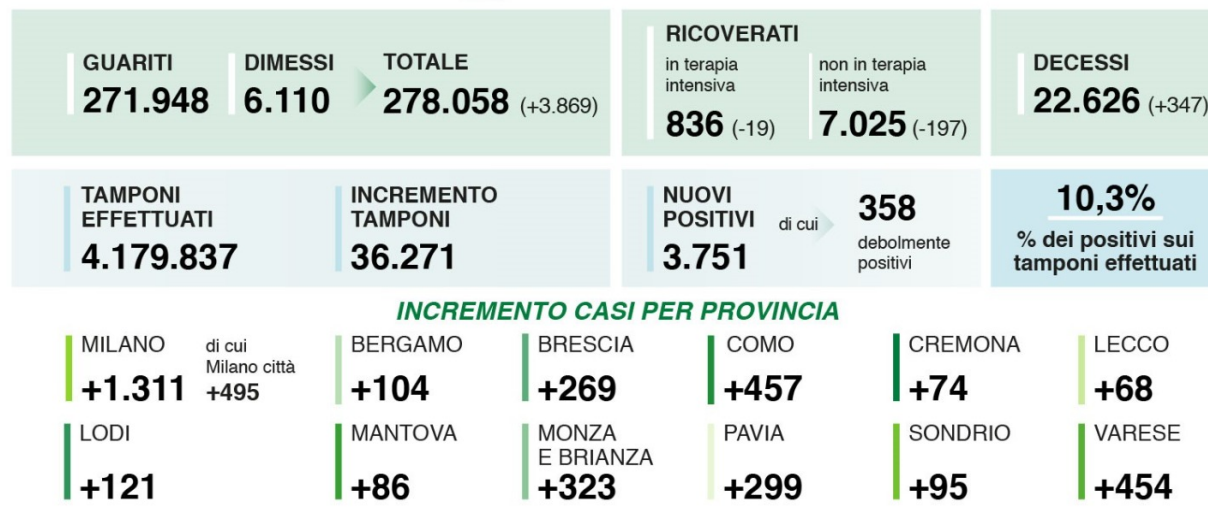 GUARITI
271.948
DIMESSI
6.110
TOTALE
278.058 (+3.869)
RICOVERATI
in terapia
intensiva
836 (-19)
non in terapia
intensiva
7.025 (-197)
DECESSI
22.626 (+347)
TAMPONI
EFFETTUATI
4.179.837
INCREMENTO
TAMPONI
36.271
NUOVI
POSITIVI
3.751
di cui
358
debolmente
positivi
10,3%
% dei positivi sui
tamponi effettuati
INCREMENTO CASI PER PROVINCIA
MILANO
+1.311
di cui
Milano città
+495
BERGAMO
+104
BRESCIA
+269
COMO
+457
CREMONA
+74
LECCO
+68
LODI
+121
MANTOVA
+86
MONZA
E BRIANZA
+323
PAVIA
+299
SONDRIO
+95
VARESE
+454